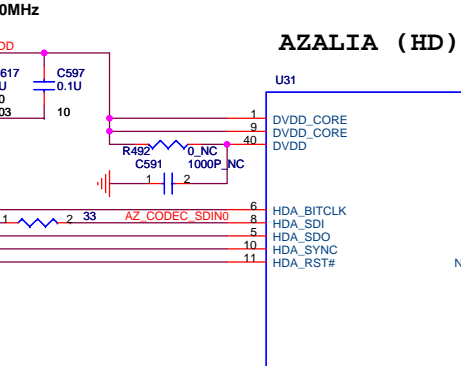 0MHz
DD
AZALIA (HD)
617
C597
U
0.1U
0
03
10
U31
1
DVDD_CORE
9
DVDD_CORE
40
DVDD
R492
0_NC
C591
1000P_NC
1
2
6
HDA_BITCLK
1
2
33
AZ_CODEC_SDIN0
8
HDA_SDI
5
HDA_SDO
10
HDA_SYNC
11
HDA_RST#
N